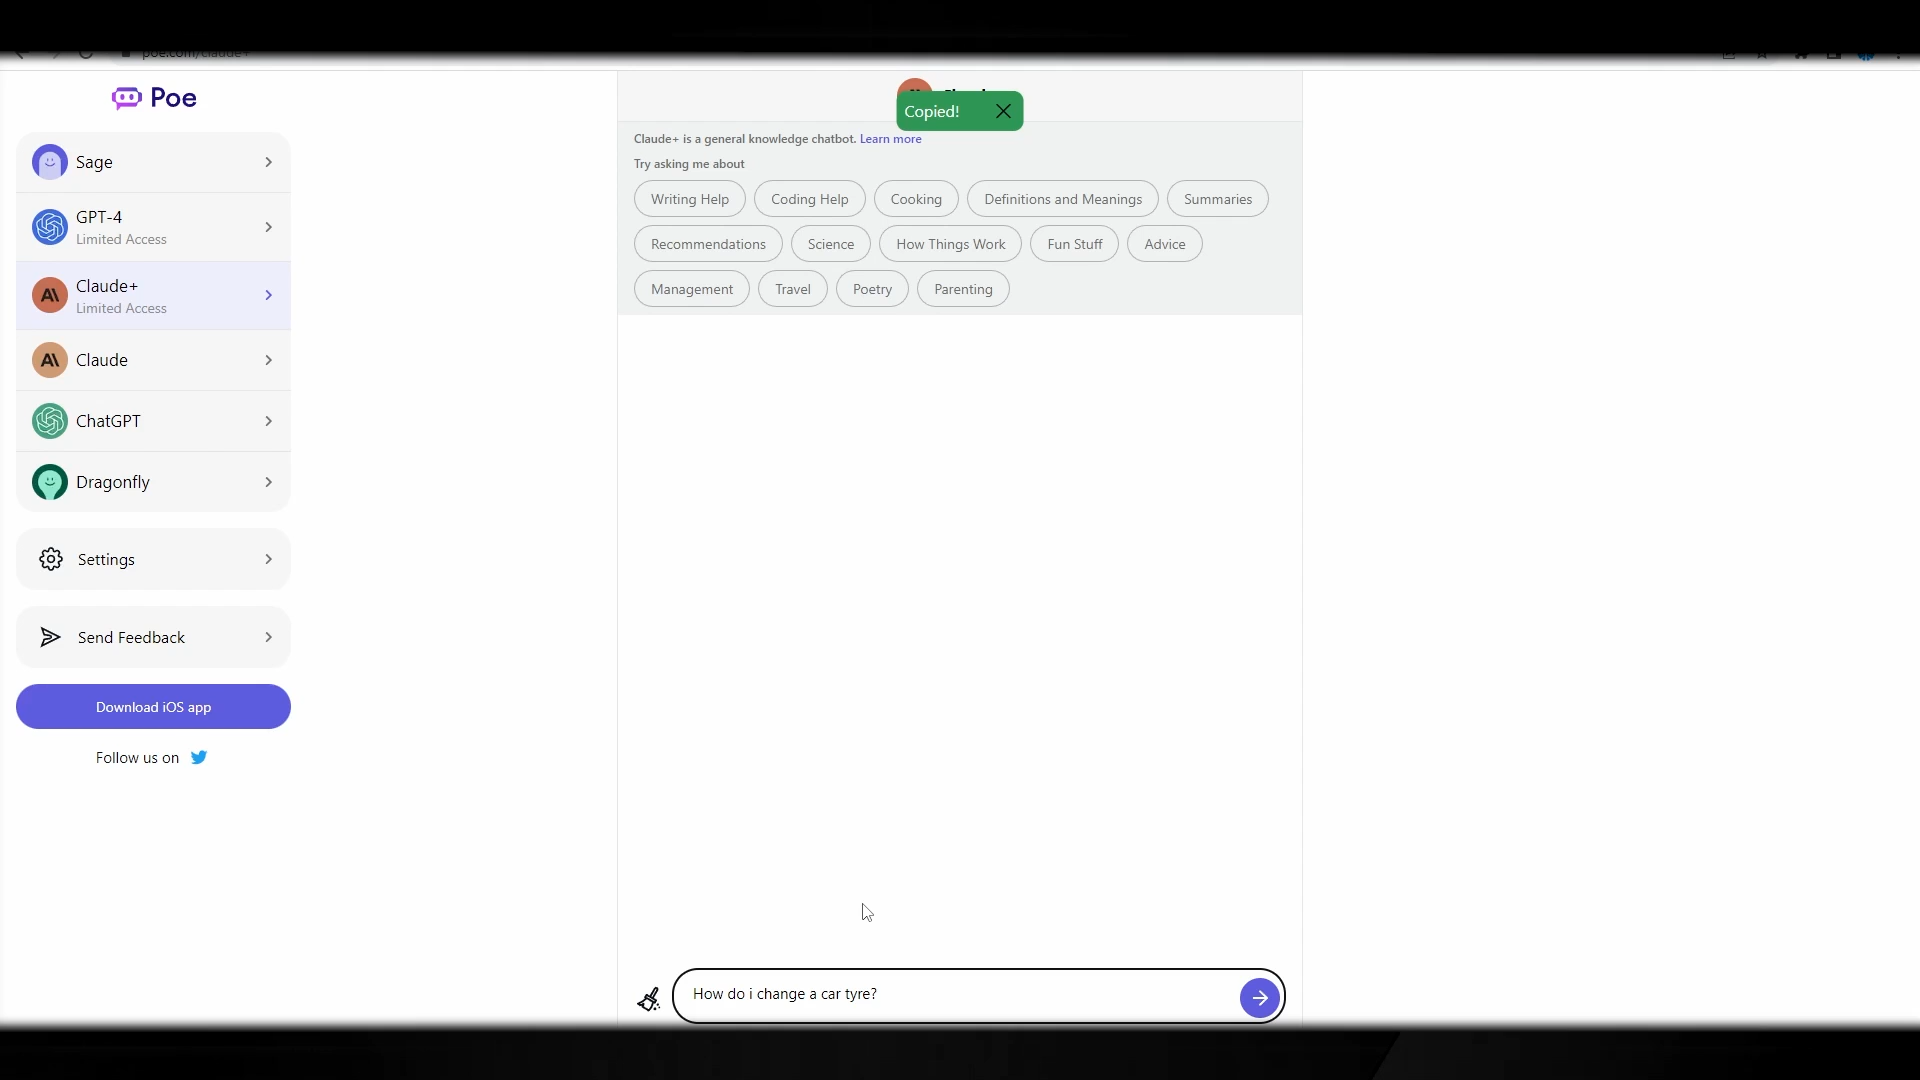 poe.com/claude+
Poe
Sage
GPT-4
Limited Access
Claude+
Limited Access
Claude
ChatGPT
Dragonfly
Settings
Send Feedback
Download iOS app
Follow us on
Copied!
Claude+ is a general knowledge chatbot. Learn more
Try asking me about
Writing Help
Coding Help
Cooking
Definitions and Meanings
Summaries
Recommendations
Science
How Things Work
Fun Stuff
Advice
Management
Travel
Poetry
Parenting
How do i change a car tyre?